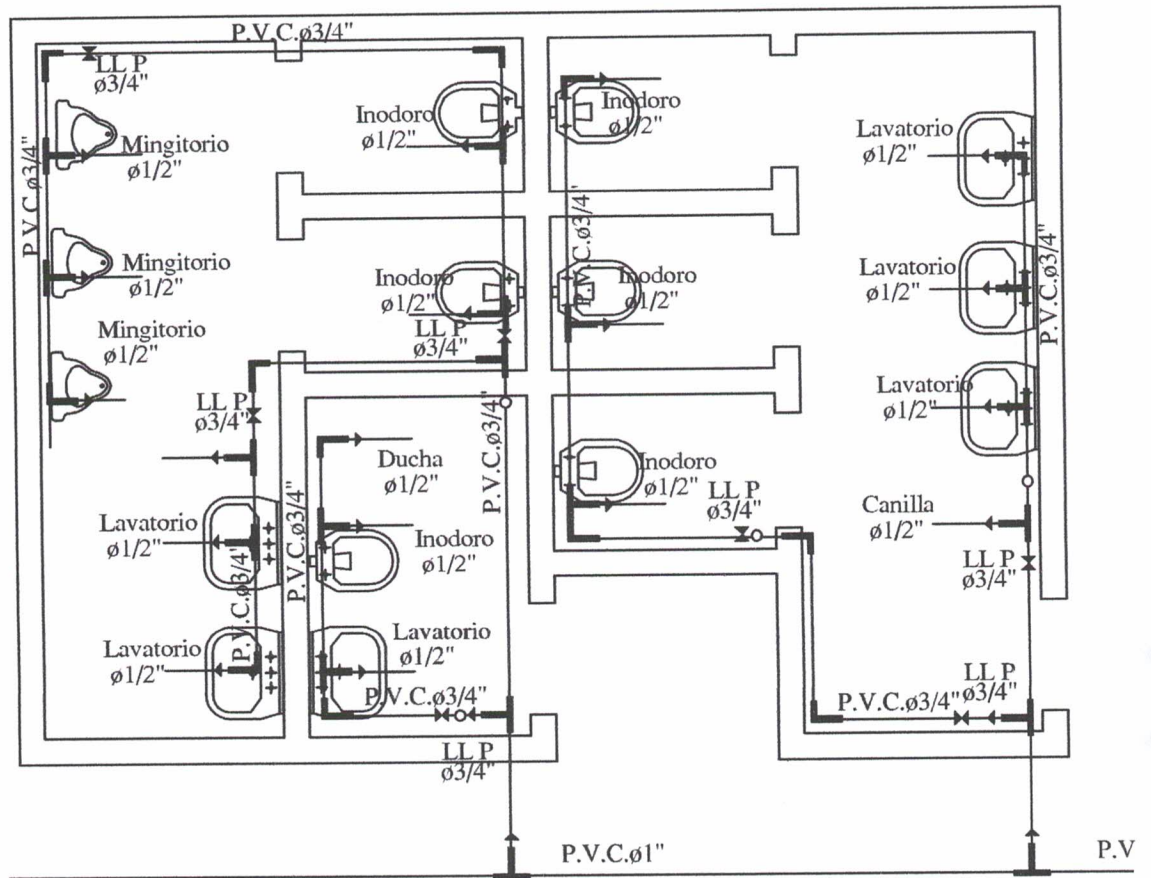 P.V.C.ø3/4"
LL P
ø3/4"
P.V.C.ø3/4"
Mingitorio
ø1/2"
Inodoro
ø1/2"
Inodoro
ø1/2"
Lavatorio
ø1/2"
Mingitorio
ø1/2"
Inodoro
ø1/2"
P.V.C.ø3/4"
Inodoro
ø1/2"
Lavatorio
ø1/2"
P.V.C.ø3/4"
Mingitorio
ø1/2"
LL P
ø3/4"
LL P
ø3/4"
P.V.C.ø3/4"
Lavatorio
ø1/2"
Ducha
ø1/2"
Inodoro
ø1/2"
LL P
ø3/4"
Canilla
ø1/2"
Lavatorio
ø1/2"
P.V.C.ø3/4"
P.V.C.ø3/4"
Inodoro
ø1/2"
LL P
ø3/4"
Lavatorio
ø1/2"
Lavatorio
ø1/2"
P.V.C.ø3/4"
LL P
ø3/4"
P.V.C.ø3/4"
LL P
ø3/4"
P.V.C.ø1"
P.V